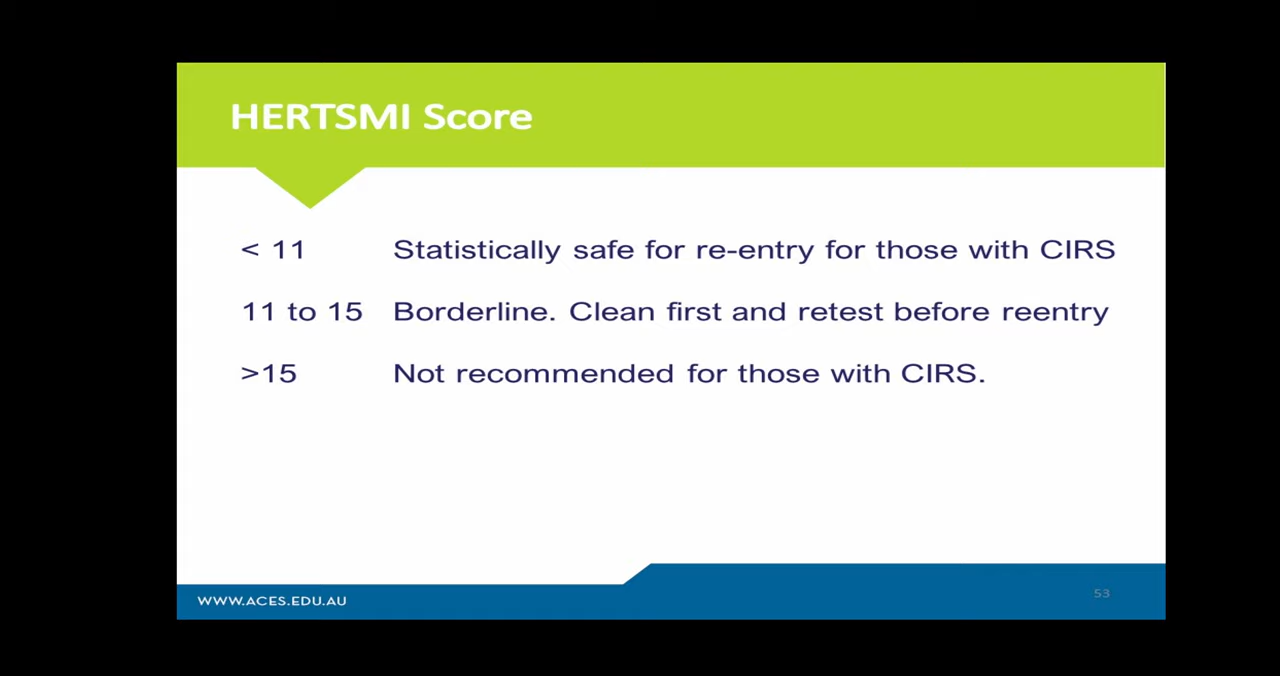 HERTSMI Score
< 11 Statistically safe for re-entry for those with CIRS
11 to 15 Borderline. Clean first and retest before reentry
>15 Not recommended for those with CIRS.
WWW.ACES.EDU.AU
53